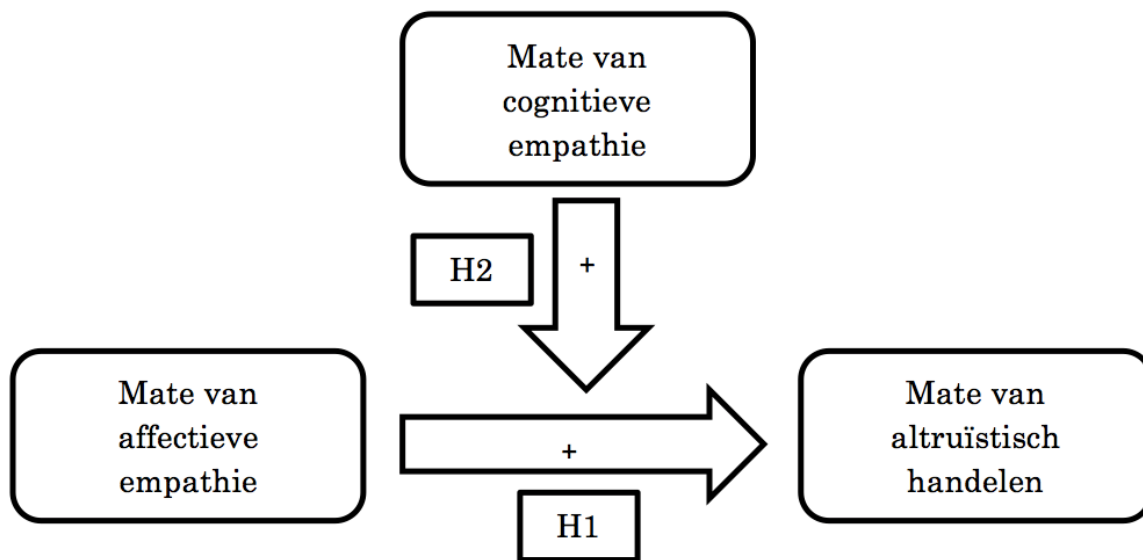 Mate van
cognitieve
empathie
H2
+
Mate van
affectieve
empathie
+
H1
Mate van
altruïstisch
handelen